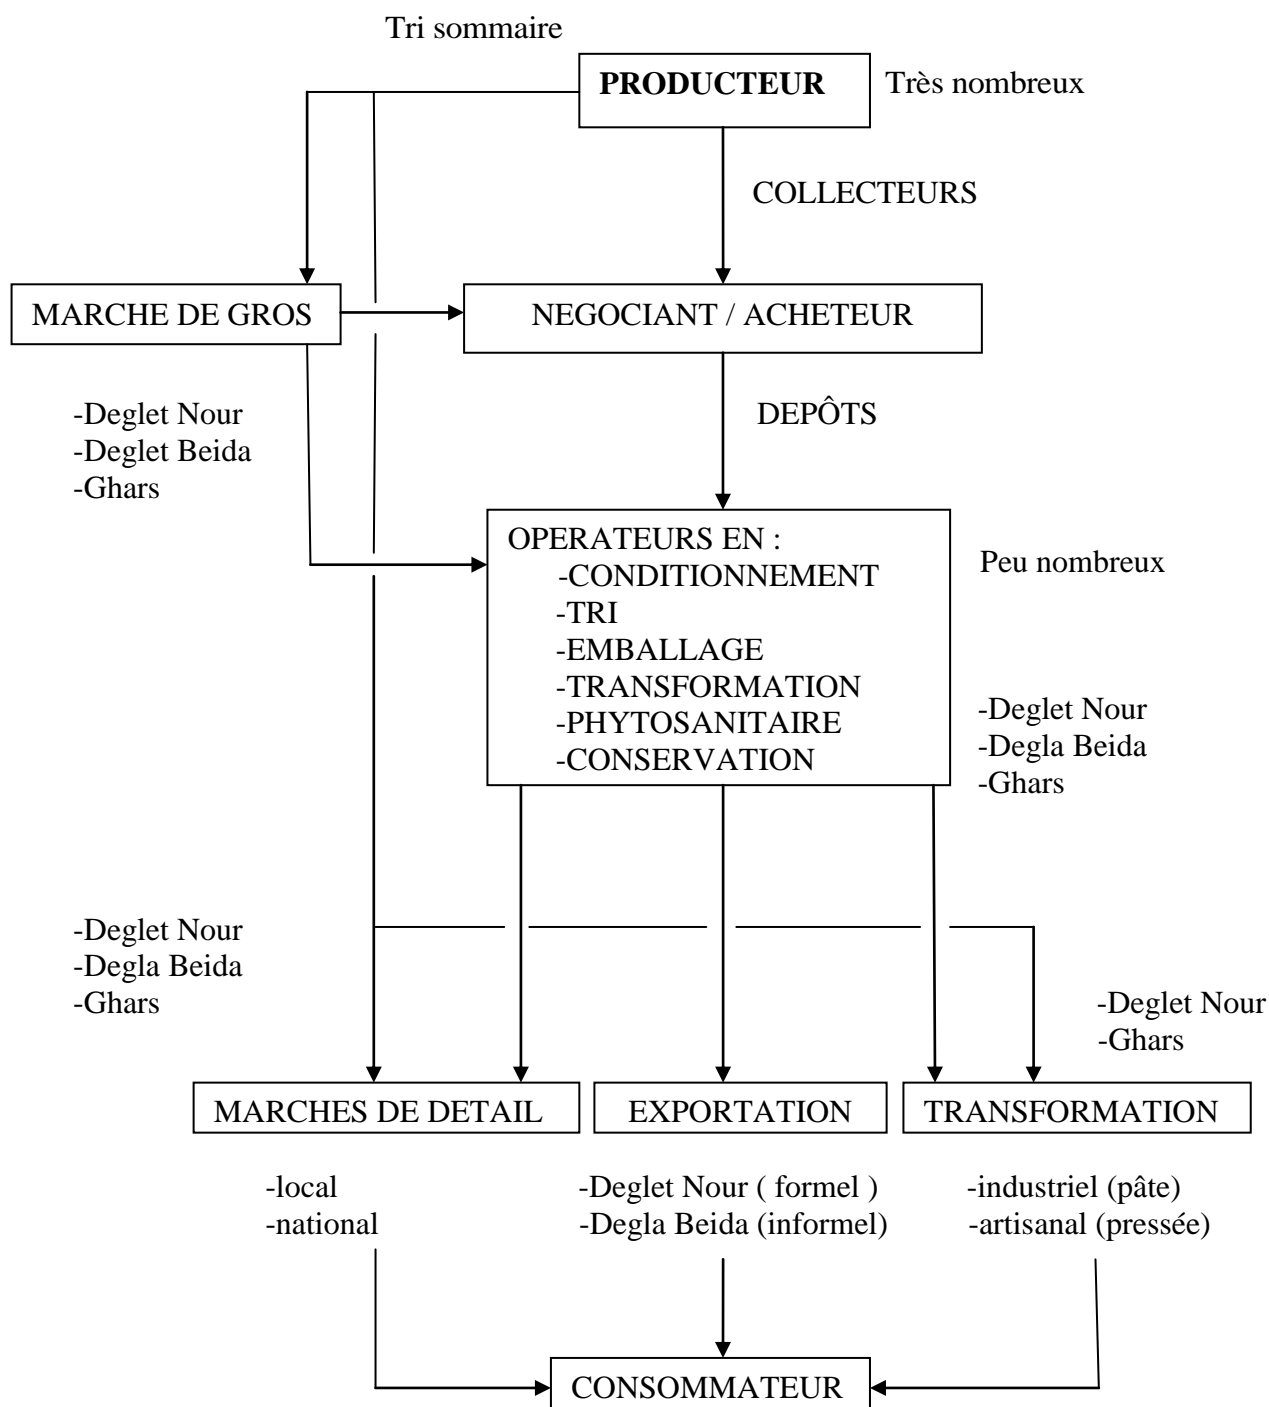 Tri sommaire
PRODUCTEUR
Très nombreux
COLLECTEURS
MARCHE DE GROS
NEGOCIANT / ACHETEUR
-Deglet Nour
-Deglet Beida
-Ghars
DEPÔTS
OPERATEURS EN :
-CONDITIONNEMENT
-TRI
-EMBALLAGE
-TRANSFORMATION
-PHYTOSANITAIRE
-CONSERVATION
Peu nombreux
-Deglet Nour
-Degla Beida
-Ghars
-Deglet Nour
-Degla Beida
-Ghars
-Deglet Nour
-Ghars
MARCHES DE DETAIL
EXPORTATION
TRANSFORMATION
-local
-national
-Deglet Nour ( formel )
-Degla Beida (informel)
-industriel (pâte)
-artisanal (pressée)
CONSOMMATEUR